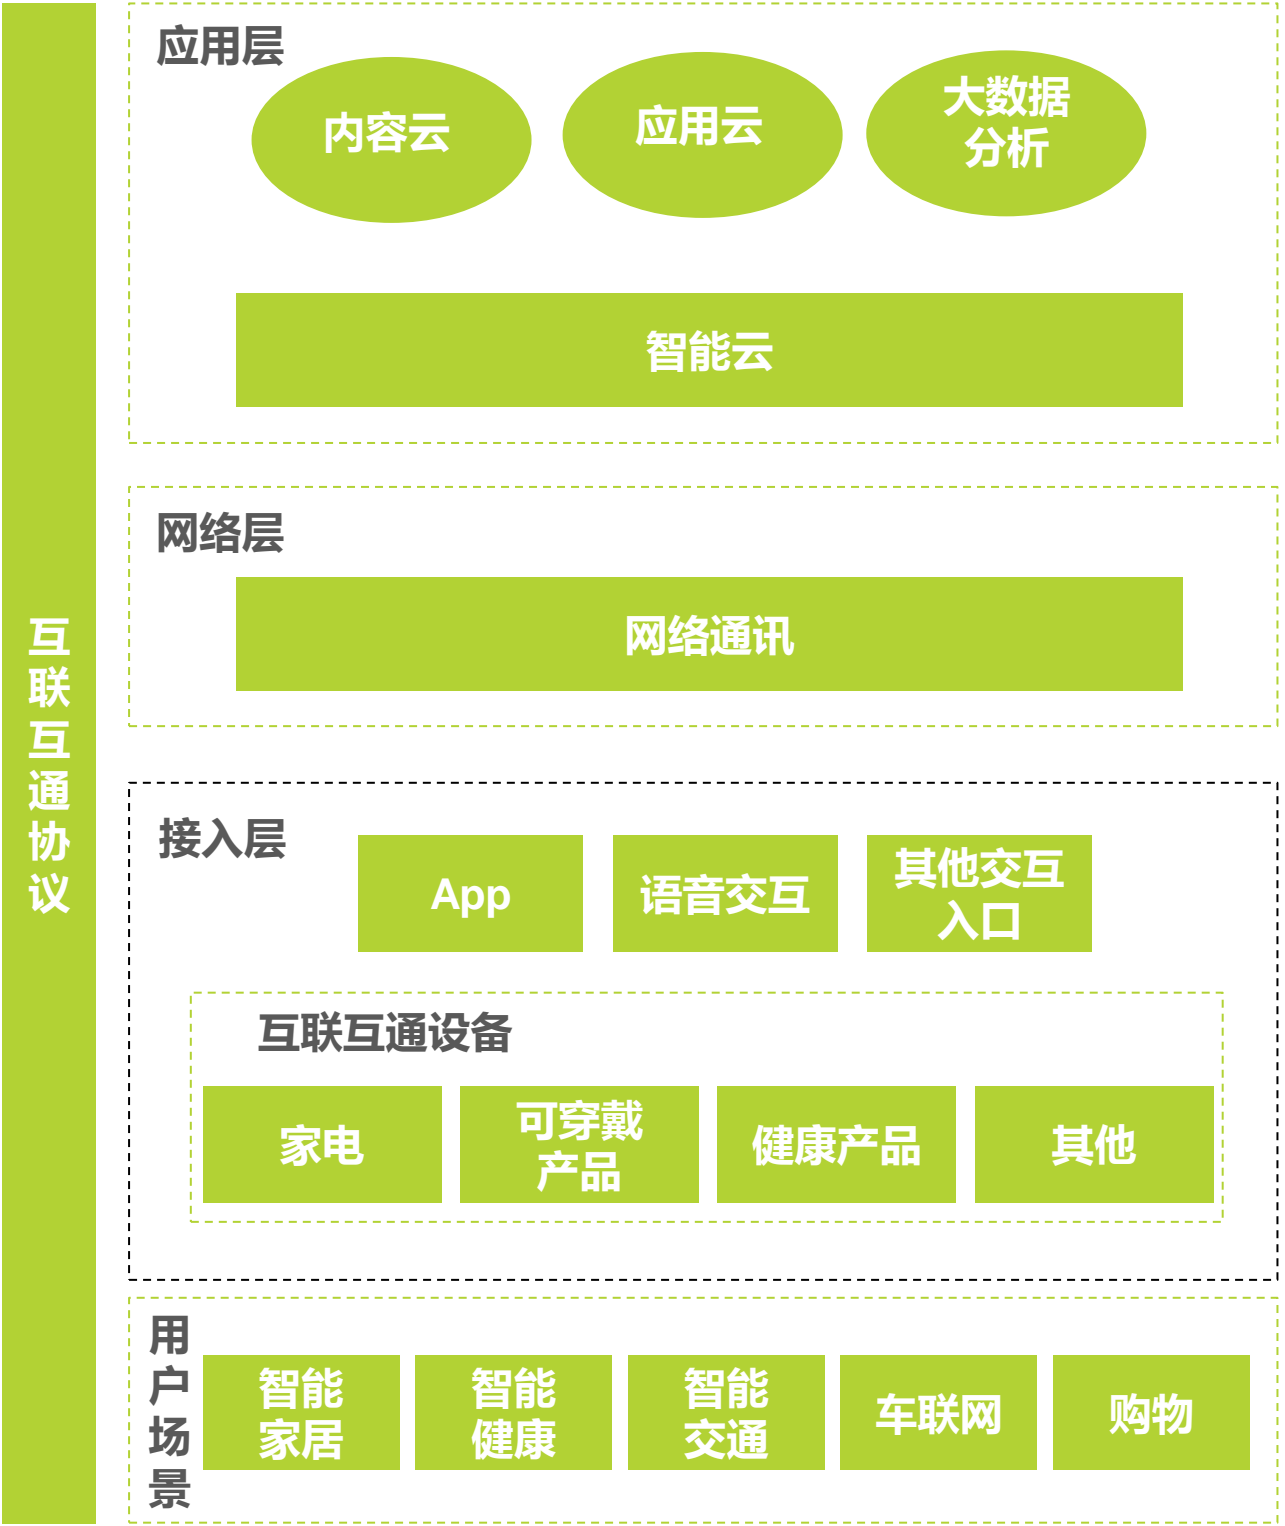 互联互通协议
应用层
内容云
应用云
大数据
分析
智能云
网络层
网络通讯
接入层
App
语音交互
其他交互
入口
互联互通设备
家电
可穿戴
产品
健康产品
其他
用户场景
智能
家居
智能
健康
智能
交通
车联网
购物